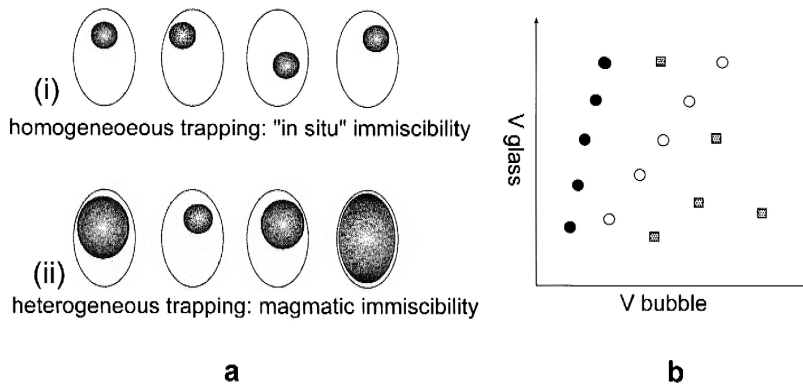 (i)
homogeneoeous trapping: "in situ" immiscibility
(ii)
heterogeneous trapping: magmatic immiscibility
a
V glass
V bubble
b